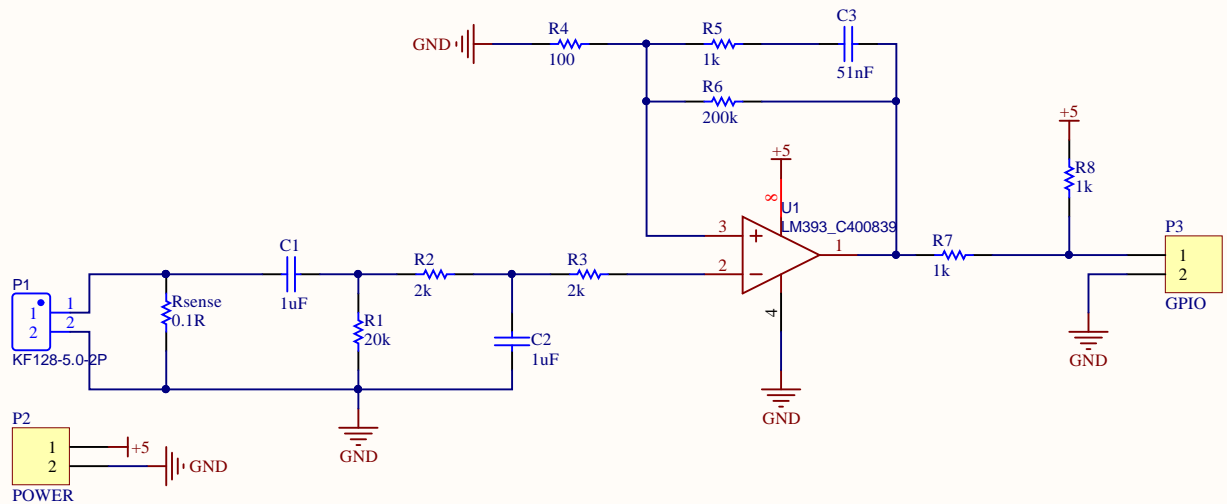 GND
R4
100
R5
1k
C3
51nF
R6
200k
+5
8
U1
LM393_C400839
3
2
1
4
GND
R7
1k
+5
R8
1k
P3
1
2
GPIO
GND
P1
1
2
1
2
KF128-5.0-2P
Rsense
0.1R
C1
1uF
R1
20k
R2
2k
C2
1uF
R3
2k
GND
P2
1
2
+5
GND
POWER